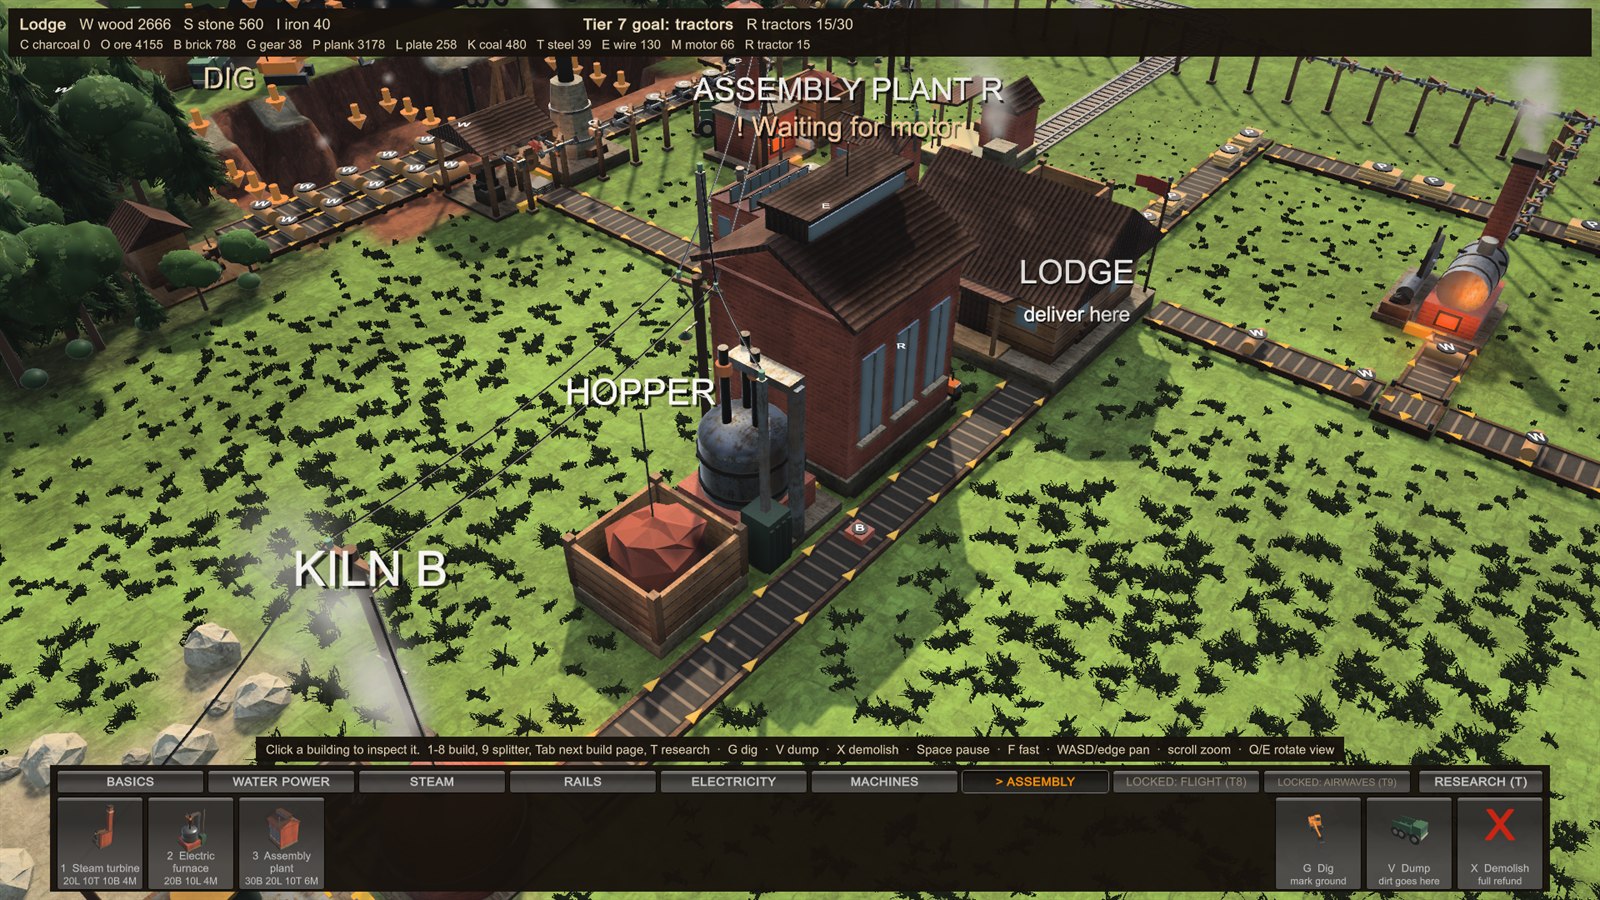 Lodge W wood 2666 S stone 560 I iron 40
Tier 7 goal: tractors R tractors 15/30
C charcoal 0 O ore 4155 B brick 788 G gear 38 P plank 3178 L plate 258 K coal 480 T steel 39 E wire 130 M motor 66 R tractor 15
DIG
ASSEMBLY PLANT R
! Waiting for motor
LODGE
deliver here
HOPPER
KILN B
Click a building to inspect it. 1-8 build, 9 splitter, Tab next build page, T research · G dig · V dump · X demolish · Space pause · F fast · WASD/edge pan · scroll zoom · Q/E rotate view
BASICS
WATER POWER
STEAM
RAILS
ELECTRICITY
MACHINES
> ASSEMBLY
LOCKED: FLIGHT (T8)
LOCKED: AIRWAVES (T9)
RESEARCH (T)
1 Steam turbine
20L 10T 10B 4M
2 Electric
furnace
20B 10L 4M
3 Assembly
plant
30B 20L 10T 6M
G Dig
mark ground
V Dump
dirt goes here
X Demolish
full refund